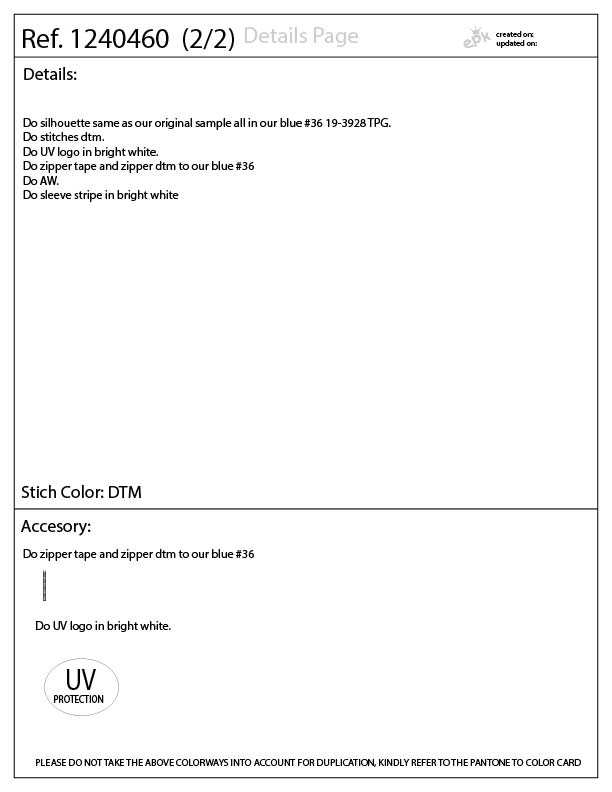 Ref. 1240460 (2/2) Details Page
epk
created on:
updated on:
Details:
Do silhouette same as our original sample all in our blue #36 19-3928 TPG.
Do stitches dtm.
Do UV logo in bright white.
Do zipper tape and zipper dtm to our blue #36
Do AW.
Do sleeve stripe in bright white
Stich Color: DTM
Accesory:
Do zipper tape and zipper dtm to our blue #36
Do UV logo in bright white.
UV
PROTECTION
PLEASE DO NOT TAKE THE ABOVE COLORWAYS INTO ACCOUNT FOR DUPLICATION, KINDLY REFER TO THE PANTONE TO COLOR CARD